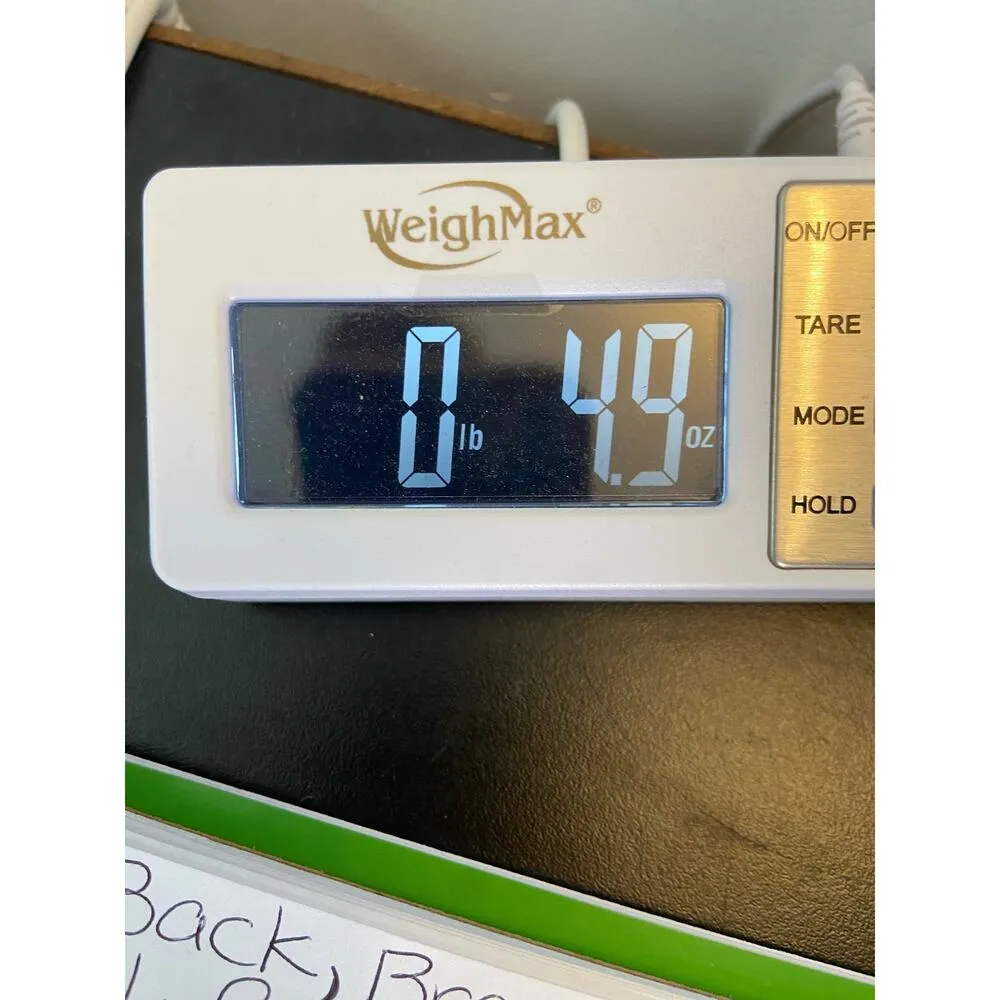 WeighMax®
ON/OFF
TARE
MODE
HOLD
0 lb 4.9 oz
Back,